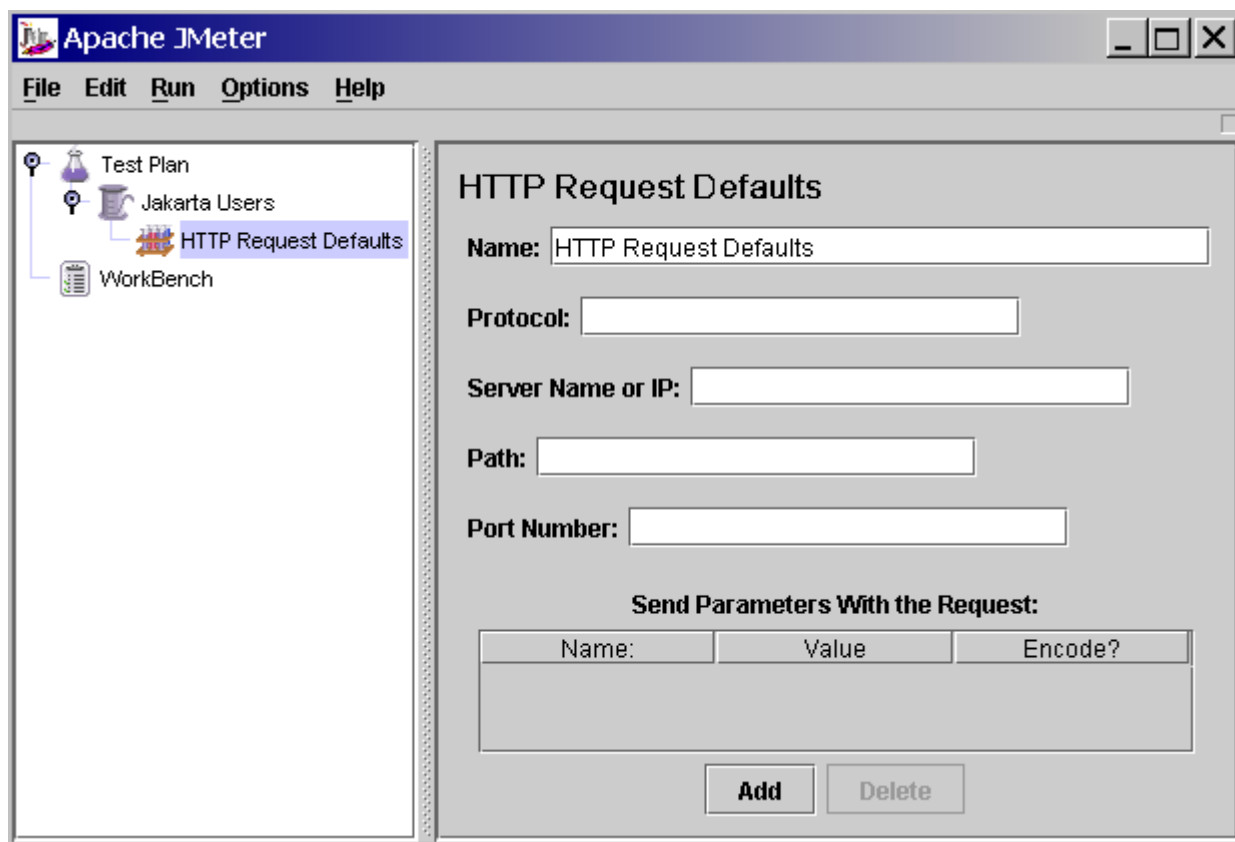 Apache JMeter
File Edit Run Options Help
Test Plan
Jakarta Users
HTTP Request Defaults
WorkBench
HTTP Request Defaults
Name: HTTP Request Defaults
Protocol:
Server Name or IP:
Path:
Port Number:
Send Parameters With the Request:
Name: Value Encode?
Add Delete